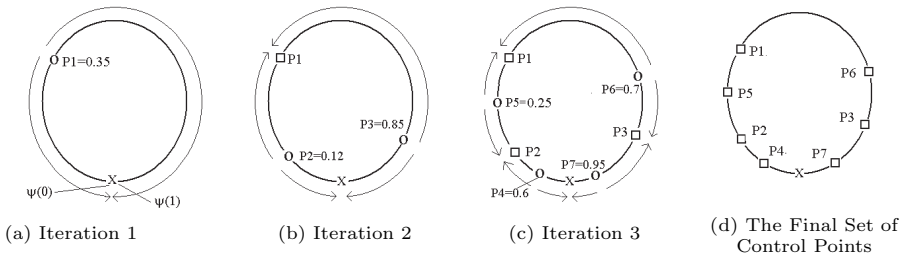 P1=0.35
X
ψ(0)
ψ(1)
(a) Iteration 1
P1
P3=0.85
P2=0.12
X
(b) Iteration 2
P1
P6=0.7
P5=0.25
P3
P2
P7=0.95
P4=0.6
X
(c) Iteration 3
P1
P6
P5
P3
P2
P4
P7
X
(d) The Final Set of
Control Points